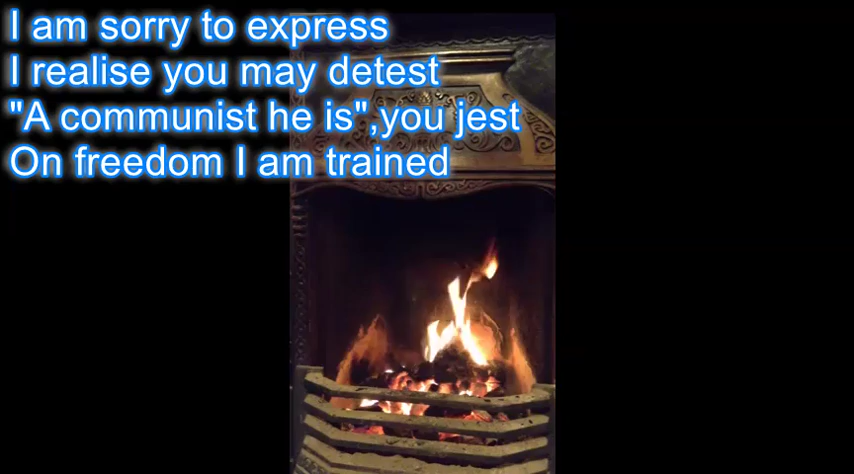 I am sorry to express
I realise you may detest
"A communist he is",you jest
On freedom I am trained